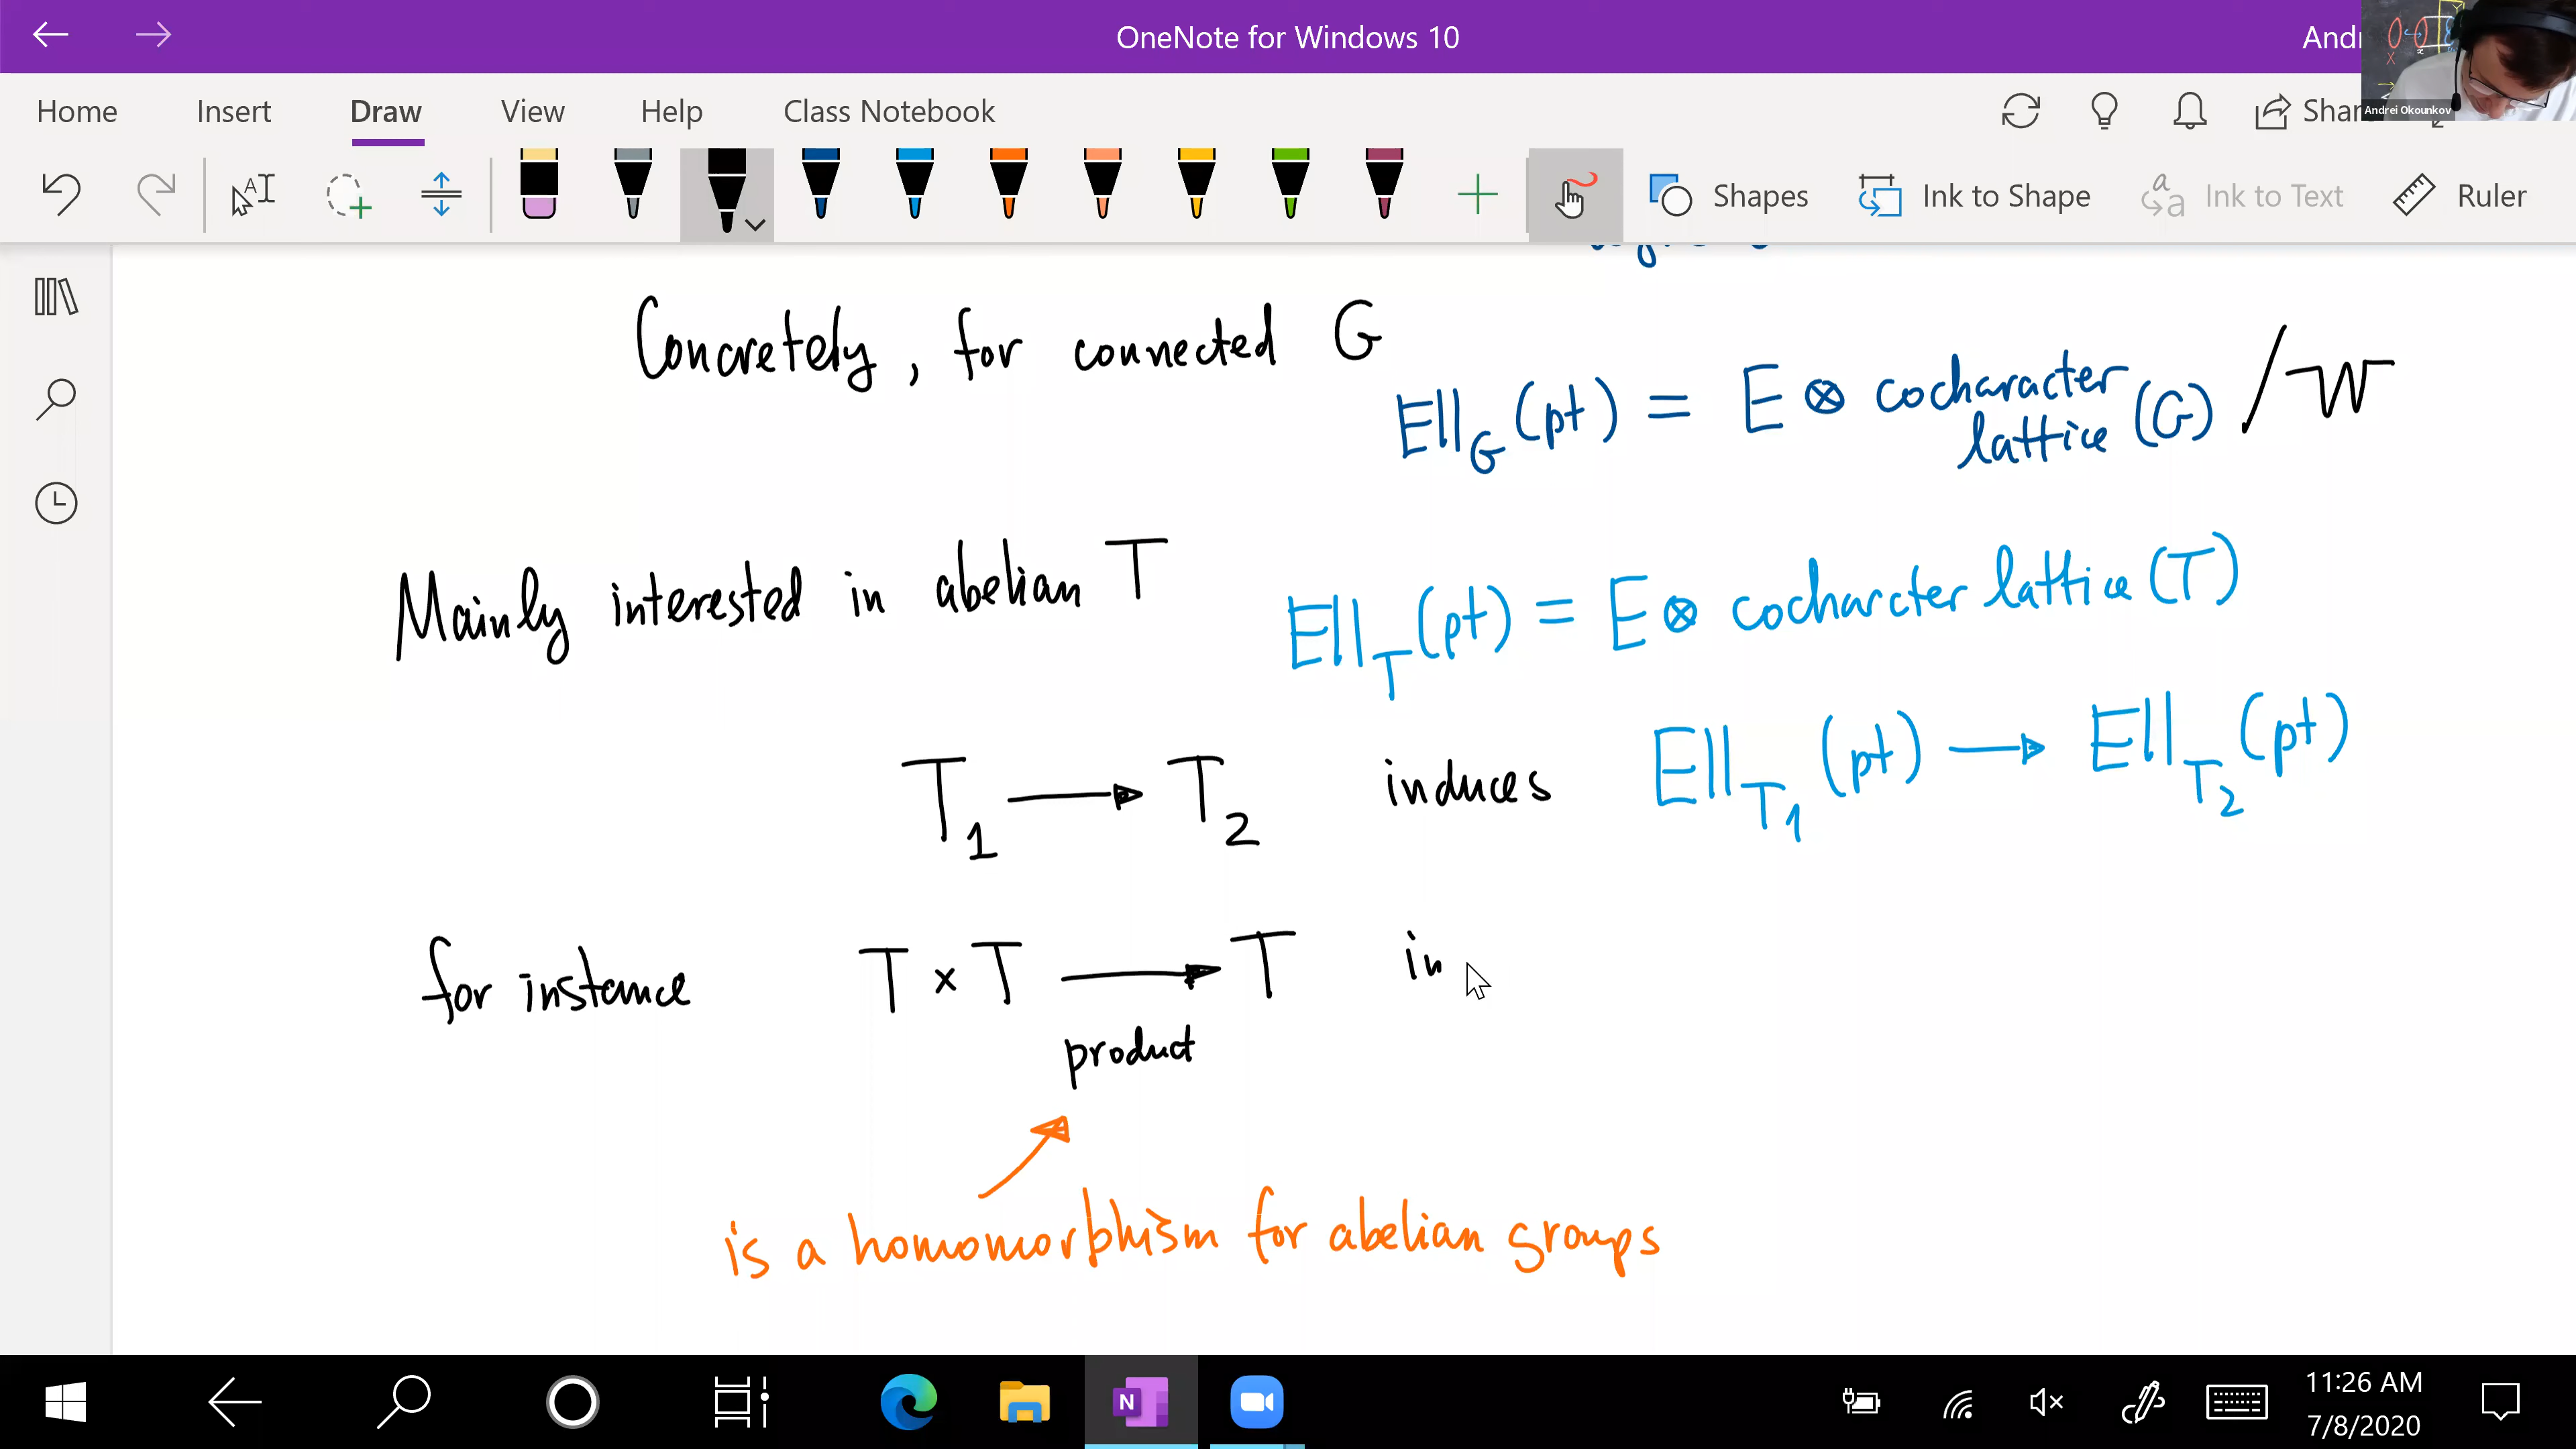 OneNote for Windows 10
Andr
Andrei Okounkov
Home Insert Draw View Help Class Notebook Shar
Shapes Ink to Shape Ink to Text Ruler
Concretely, for connected G
Ell_G (pt) = E ⊗ cocharacter lattice (G) / W
Mainly interested in abelian T
Ell_T (pt) = E ⊗ cocharcter lattice (T)
T_1 → T_2 induces Ell_{T_1} (pt) → Ell_{T_2} (pt)
for instance T × T → T in
product
is a homomorphism for abelian groups
11:26 AM
7/8/2020